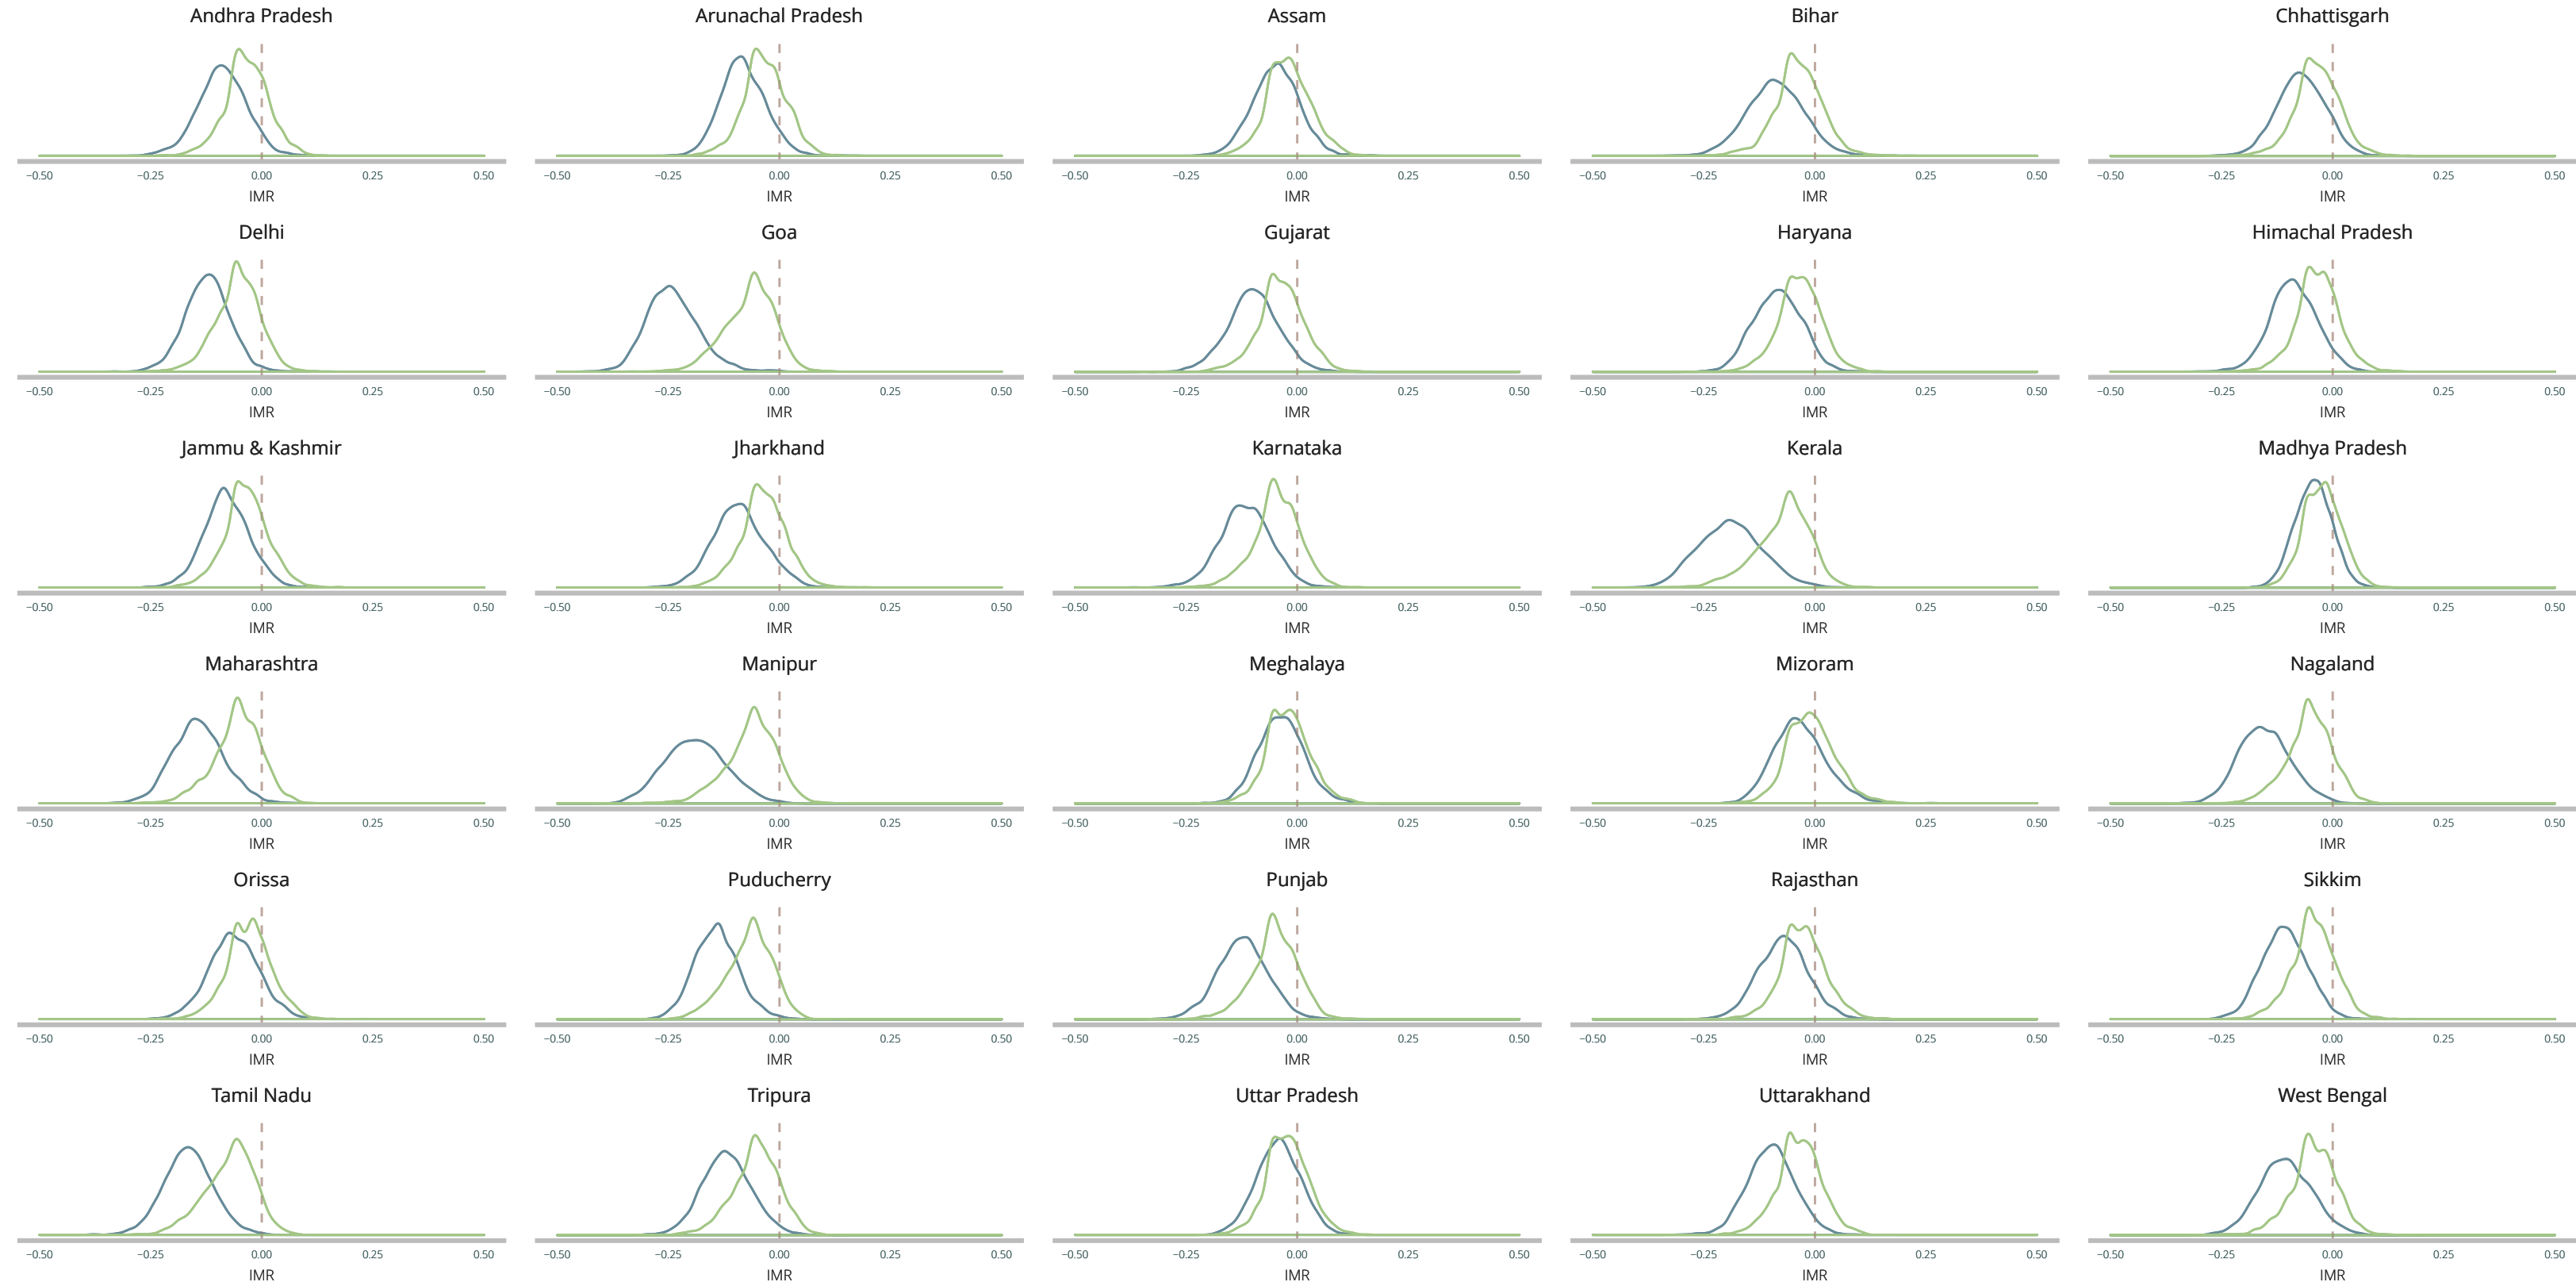 Andhra Pradesh Arunachal Pradesh Assam Bihar Chhattisgarh
−0.50 −0.25 0.00 0.25 0.50 −0.50 −0.25 0.00 0.25 0.50 −0.50 −0.25 0.00 0.25 0.50 −0.50 −0.25 0.00 0.25 0.50 −0.50 −0.25 0.00 0.25 0.50
IMR IMR IMR IMR IMR
Delhi Goa Gujarat Haryana Himachal Pradesh
−0.50 −0.25 0.00 0.25 0.50 −0.50 −0.25 0.00 0.25 0.50 −0.50 −0.25 0.00 0.25 0.50 −0.50 −0.25 0.00 0.25 0.50 −0.50 −0.25 0.00 0.25 0.50
IMR IMR IMR IMR IMR
Jammu & Kashmir Jharkhand Karnataka Kerala Madhya Pradesh
−0.50 −0.25 0.00 0.25 0.50 −0.50 −0.25 0.00 0.25 0.50 −0.50 −0.25 0.00 0.25 0.50 −0.50 −0.25 0.00 0.25 0.50 −0.50 −0.25 0.00 0.25 0.50
IMR IMR IMR IMR IMR
Maharashtra Manipur Meghalaya Mizoram Nagaland
−0.50 −0.25 0.00 0.25 0.50 −0.50 −0.25 0.00 0.25 0.50 −0.50 −0.25 0.00 0.25 0.50 −0.50 −0.25 0.00 0.25 0.50 −0.50 −0.25 0.00 0.25 0.50
IMR IMR IMR IMR IMR
Orissa Puducherry Punjab Rajasthan Sikkim
−0.50 −0.25 0.00 0.25 0.50 −0.50 −0.25 0.00 0.25 0.50 −0.50 −0.25 0.00 0.25 0.50 −0.50 −0.25 0.00 0.25 0.50 −0.50 −0.25 0.00 0.25 0.50
IMR IMR IMR IMR IMR
Tamil Nadu Tripura Uttar Pradesh Uttarakhand West Bengal
−0.50 −0.25 0.00 0.25 0.50 −0.50 −0.25 0.00 0.25 0.50 −0.50 −0.25 0.00 0.25 0.50 −0.50 −0.25 0.00 0.25 0.50 −0.50 −0.25 0.00 0.25 0.50
IMR IMR IMR IMR IMR